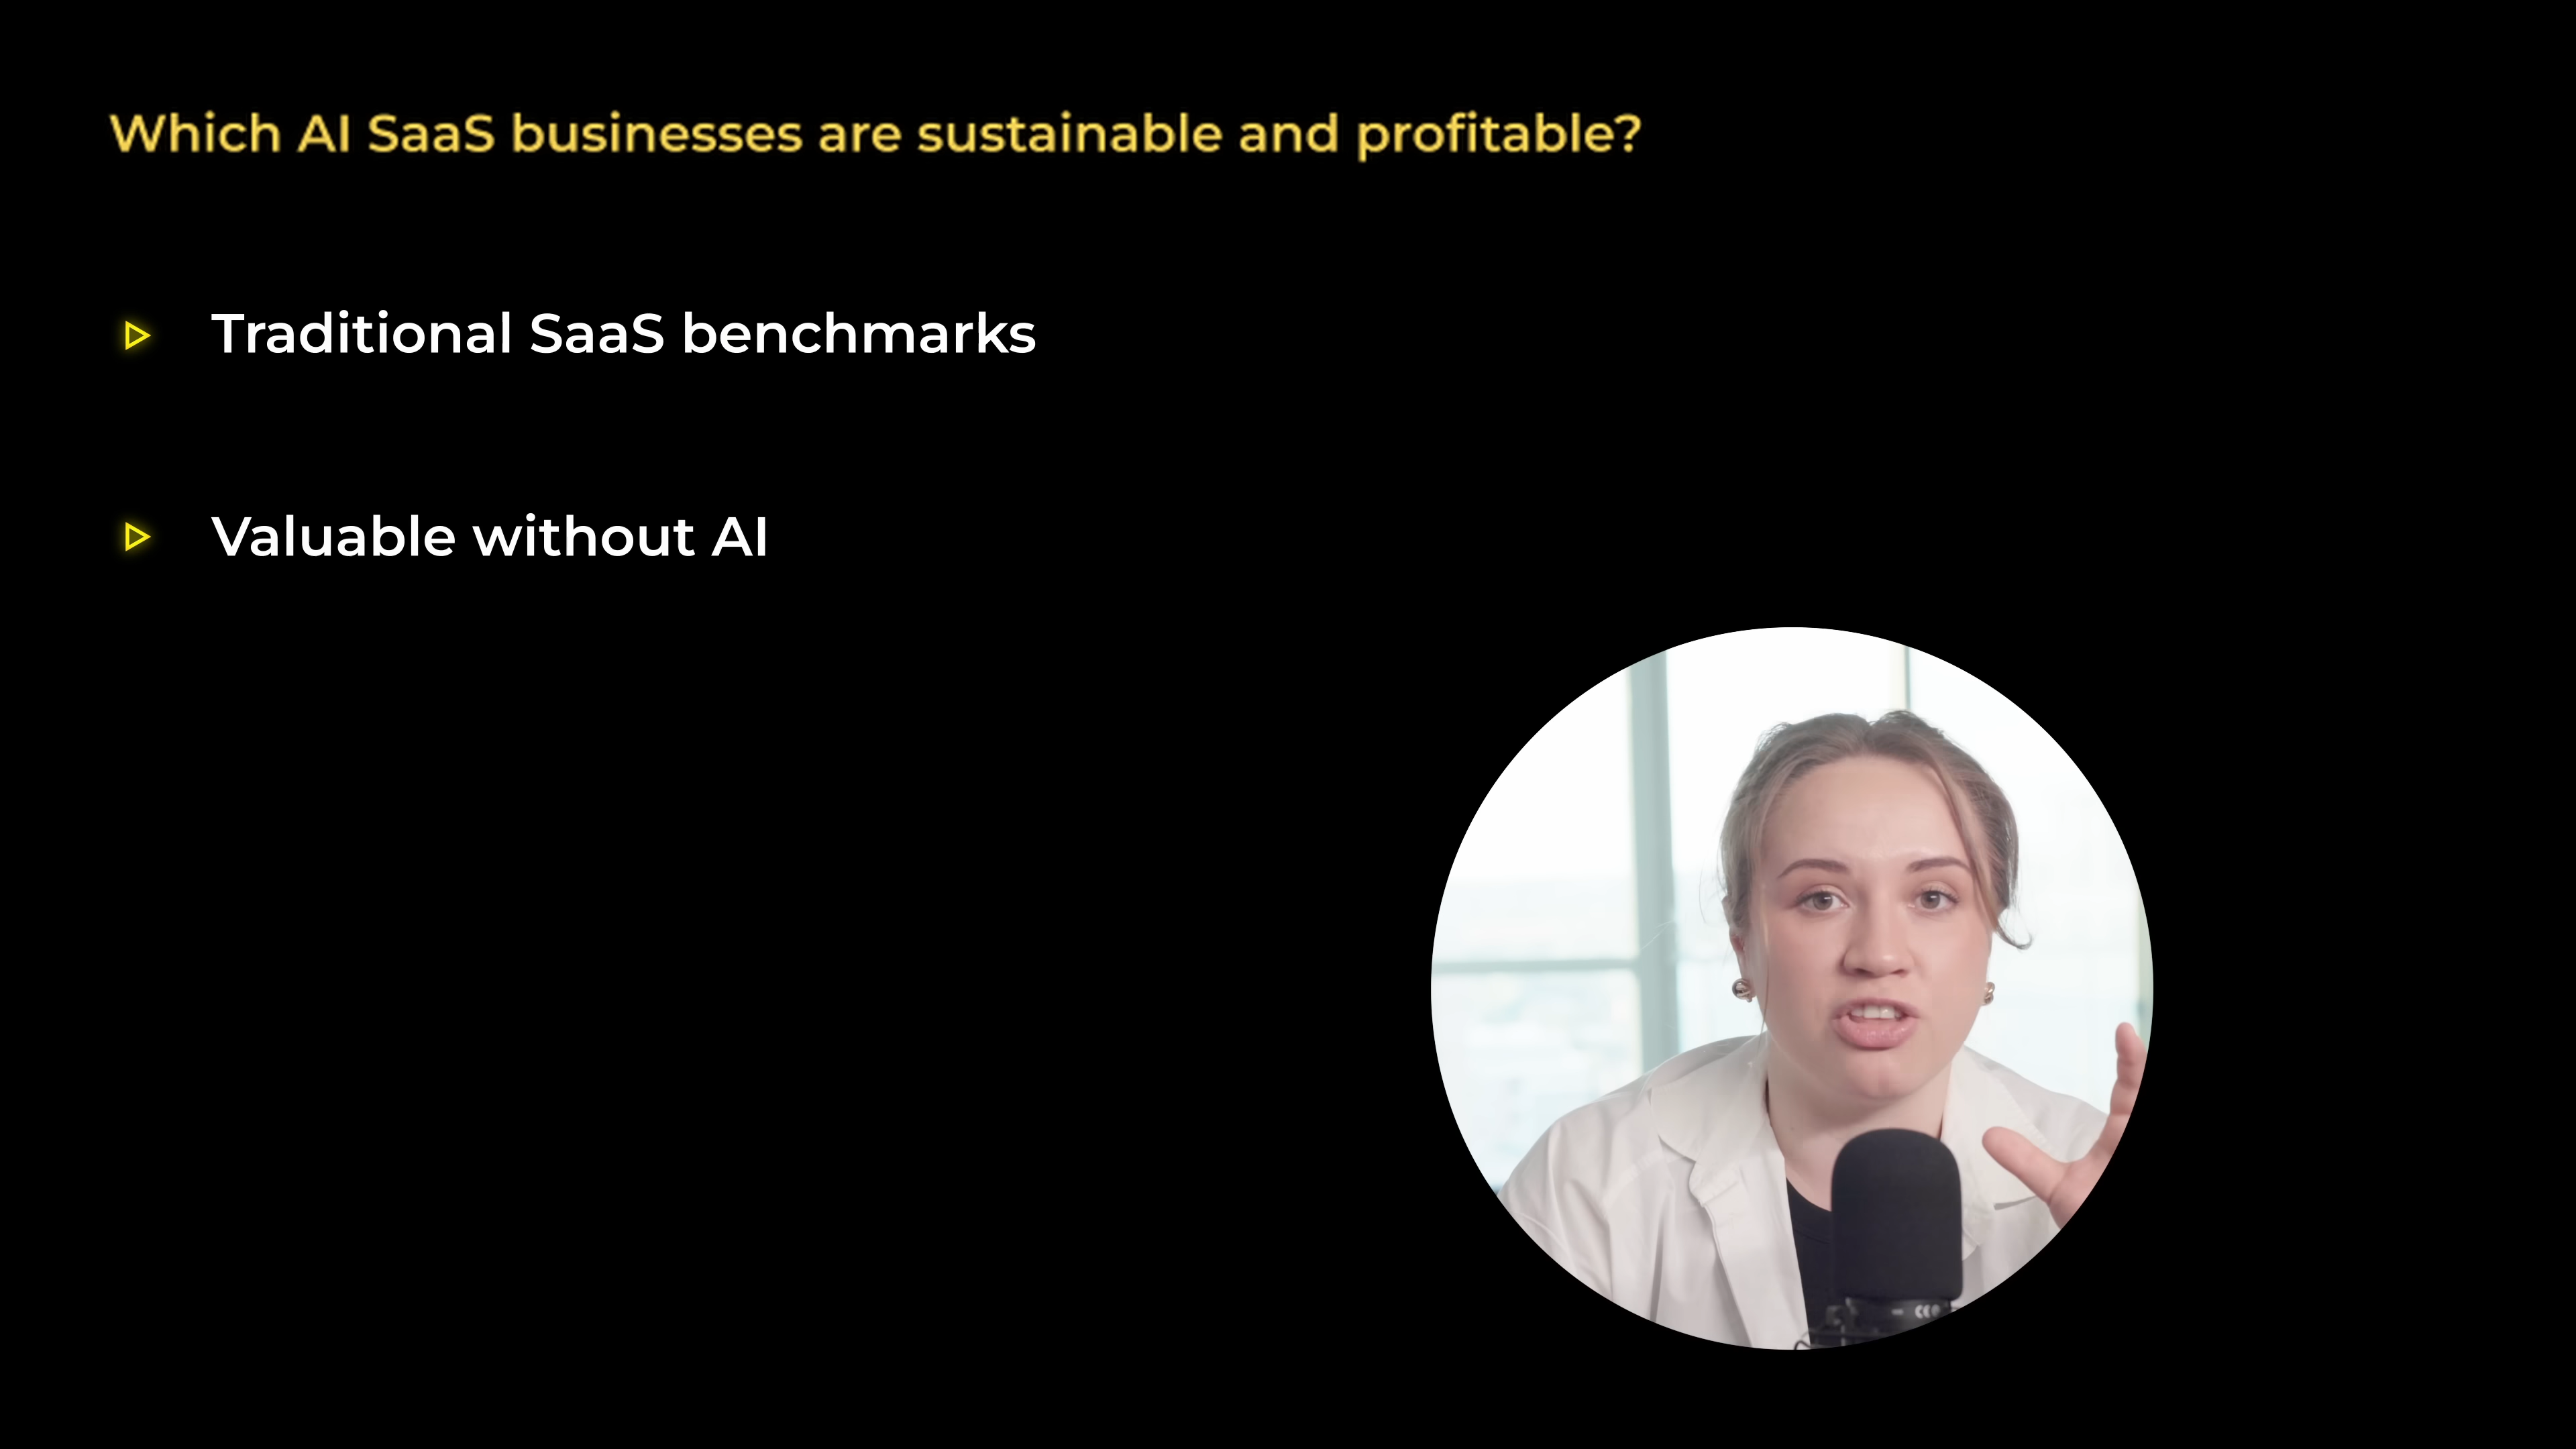 Which AI SaaS businesses are sustainable and profitable?
Traditional SaaS benchmarks
Valuable without AI